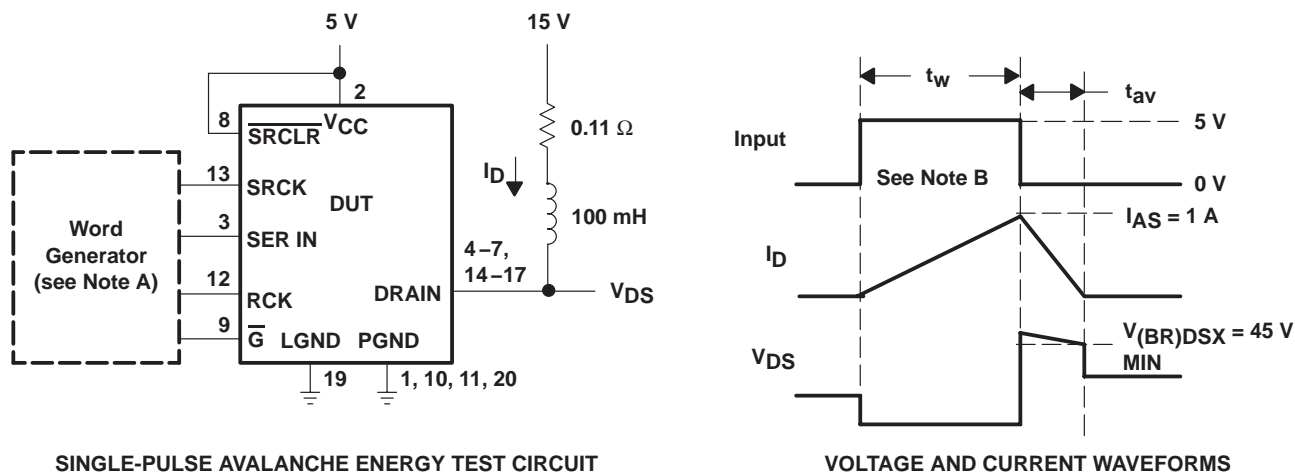 5 V
15 V
2
8
SRCLR
VCC
0.11 Ω
ID
13
SRCK
DUT
100 mH
Word
Generator
(see Note A)
3
SER IN
4–7,
14–17
12
RCK
DRAIN
VDS
9
G
LGND
PGND
19
1, 10, 11, 20
SINGLE-PULSE AVALANCHE ENERGY TEST CIRCUIT
tw
tav
Input
5 V
See Note B
0 V
IAS = 1 A
ID
V(BR)DSX = 45 V
MIN
VDS
VOLTAGE AND CURRENT WAVEFORMS